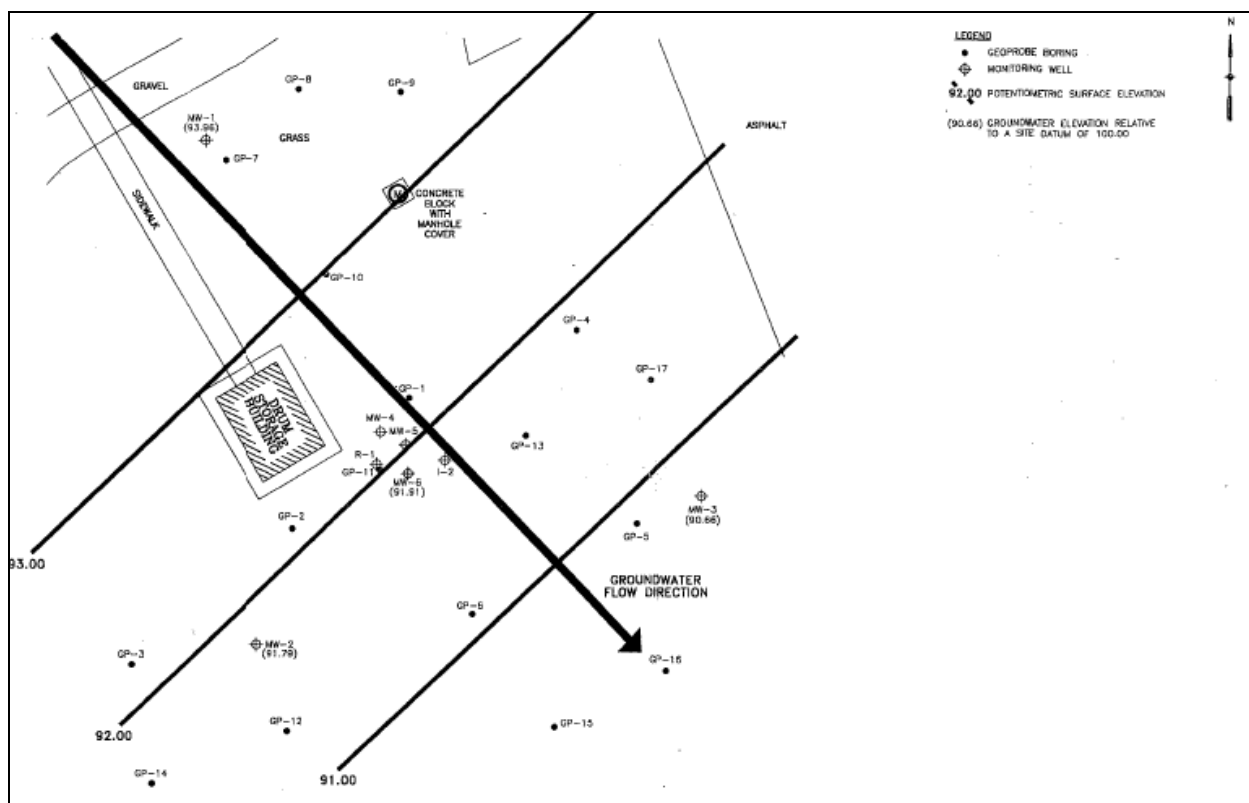 N
LEGEND
GEOPROBE BORING
MONITORING WELL
92.00 POTENTIOMETRIC SURFACE ELEVATION
(90.66) GROUNDWATER ELEVATION RELATIVE
TO A SITE DATUM OF 100.00
GRAVEL
GP-8
GP-9
MW-1
(93.96)
GRASS
ASPHALT
GP-7
SIDEWALK
M
CONCRETE
BLOCK
WITH
MANHOLE
COVER
GP-10
GP-4
GP-17
GP-1
DRUM
STORAGE
BUILDING
MW-4
MW-5
GP-13
R-1
GP-11
I-2
MW-6
(91.91)
MW-3
(90.66)
GP-2
GP-5
93.00
GROUNDWATER
FLOW DIRECTION
GP-6
MW-2
(91.79)
GP-3
GP-16
92.00
GP-12
GP-15
91.00
GP-14